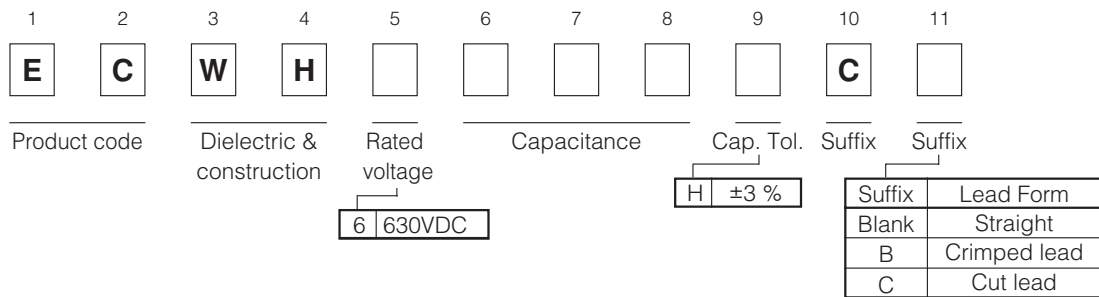 1 2 3 4 5 6 7 8 9 10 11
E C W H C
Product code Dielectric & Rated Capacitance Cap. Tol. Suffix Suffix
construction voltage
H ±3 %
6 630VDC
Suffix Lead Form
Blank Straight
B Crimped lead
C Cut lead